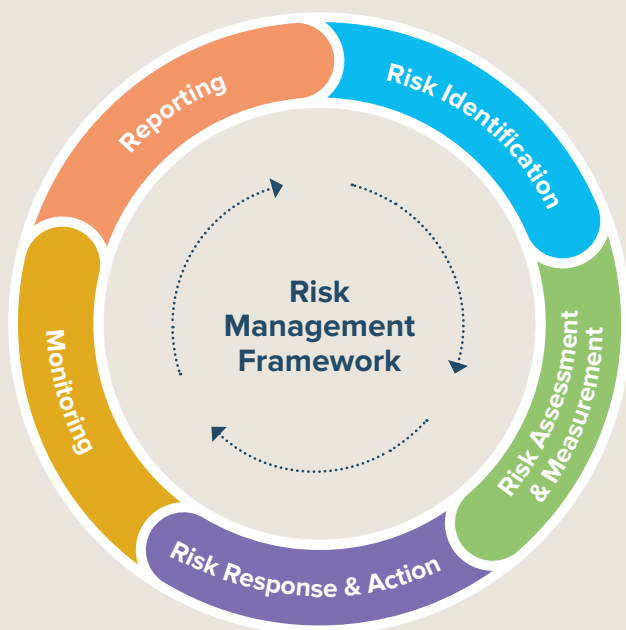 Risk
Management
Framework
Risk Identification
Risk Assessment
& Measurement
Risk Response & Action
Monitoring
Reporting